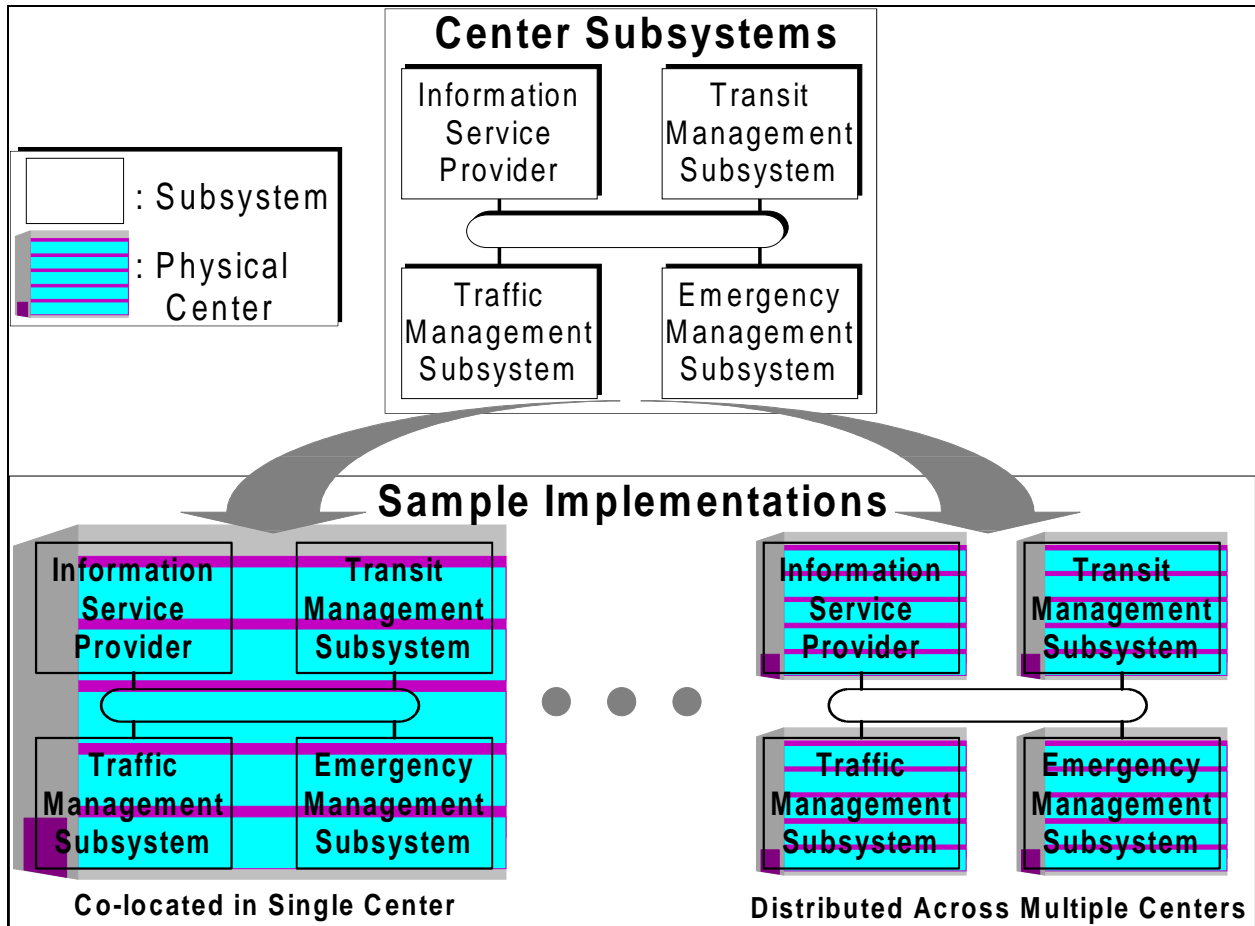 Center Subsystems
Information
Service
Provider
Transit
Management
Subsystem
Traffic
Management
Subsystem
Emergency
Management
Subsystem
: Subsystem
: Physical
Center
Sample Implementations
Information
Service
Provider
Transit
Management
Subsystem
Traffic
Management
Subsystem
Emergency
Management
Subsystem
Co-located in Single Center
Information
Service
Provider
Transit
Management
Subsystem
Traffic
Management
Subsystem
Emergency
Management
Subsystem
Distributed Across Multiple Centers